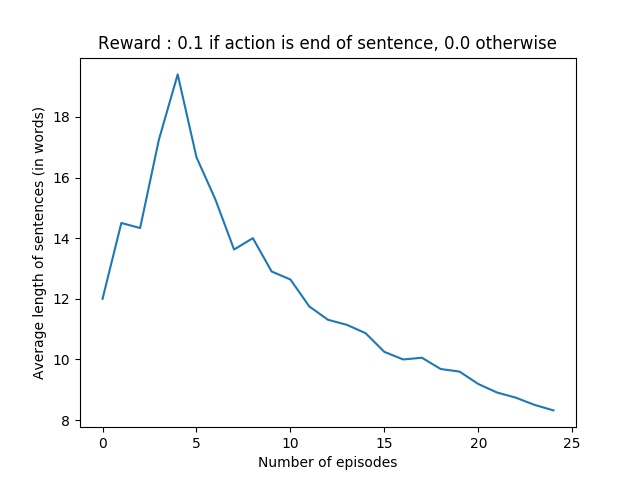 Reward : 0.1 if action is end of sentence, 0.0 otherwise
Average length of sentences (in words)
18
16
14
12
10
8
0 5 10 15 20 25
Number of episodes